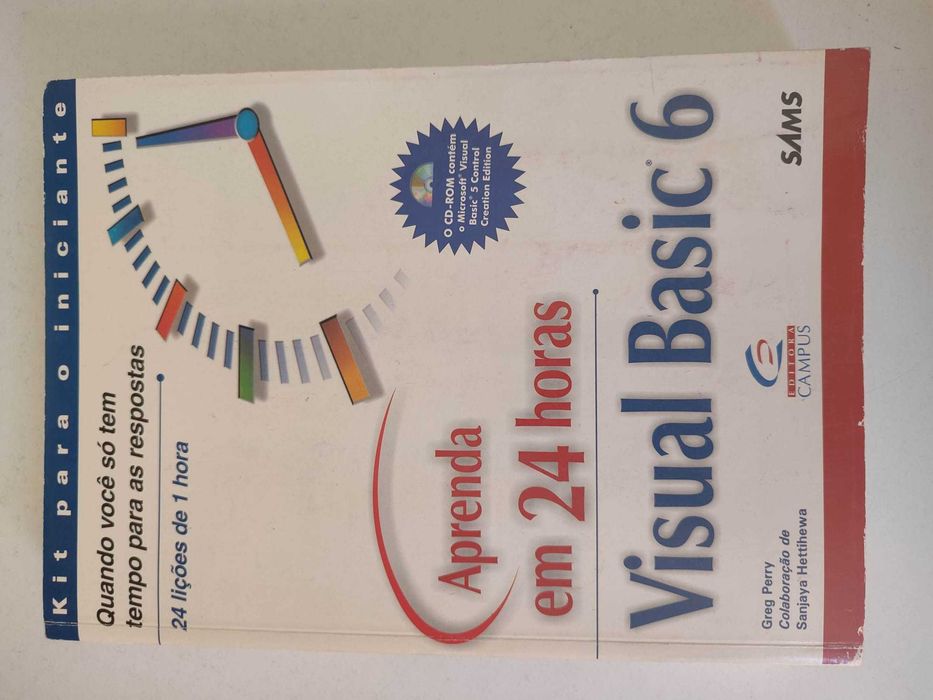 Kit para o iniciante
Quando você só tem
tempo para as respostas
24 lições de 1 hora
O CD-ROM contém
o Microsoft® Visual
Basic® 5 Control
Creation Edition
Aprenda
em 24 horas
Visual Basic® 6
Greg Perry
Colaboração de
Sanjaya Hettihewa
EDITORA
CAMPUS
SAMS